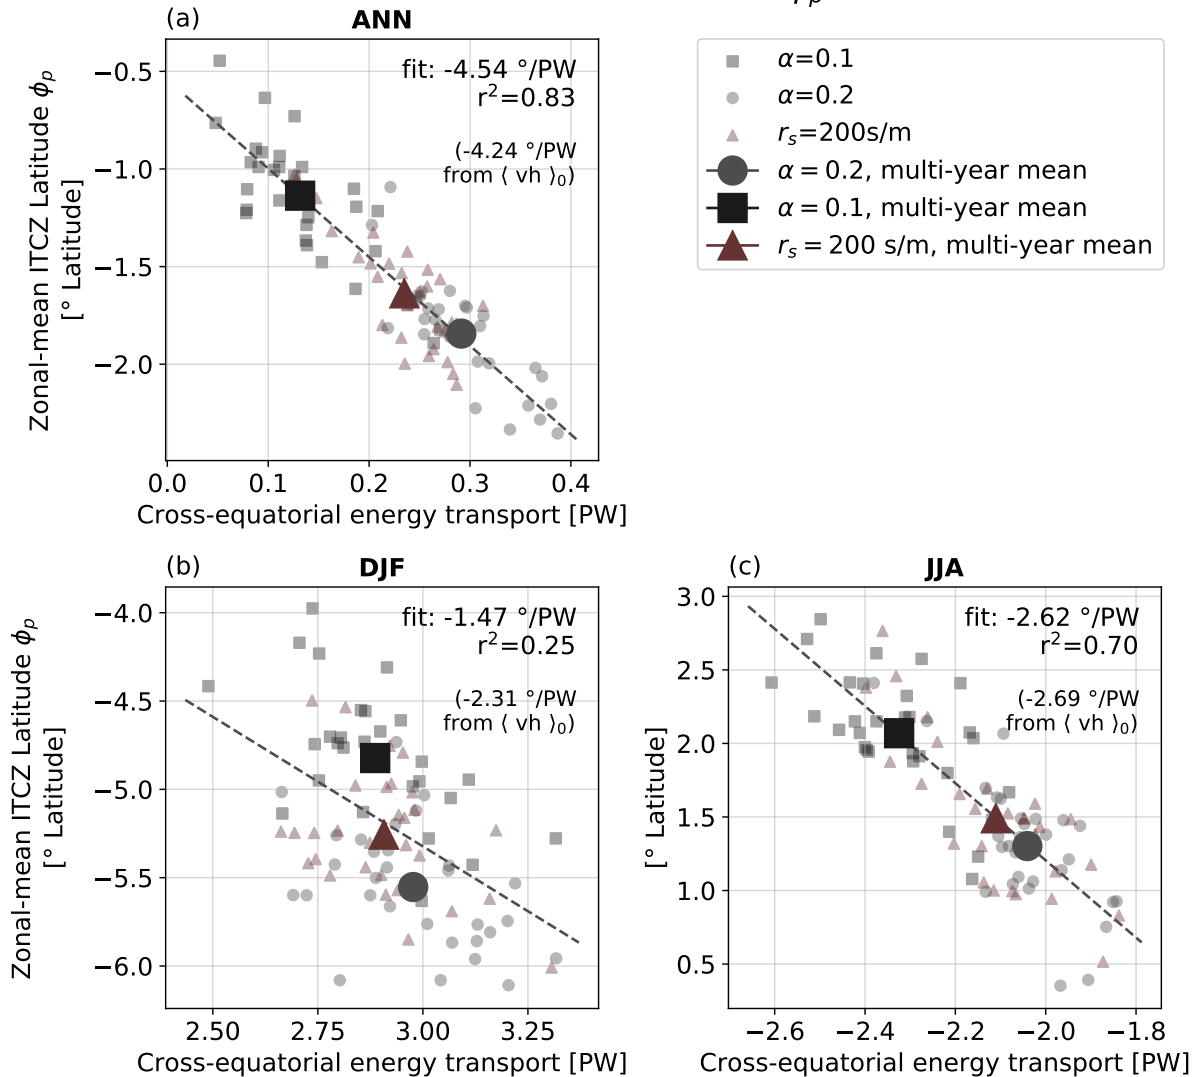 (a)
ANN
fit: -4.54 °/PW
r²=0.83
(-4.24 °/PW
from ⟨ vh ⟩₀)
−0.5
−1.0
−1.5
−2.0
Zonal-mean ITCZ Latitude ϕₚ
[° Latitude]
0.0 0.1 0.2 0.3 0.4
Cross-equatorial energy transport [PW]
α=0.1
α=0.2
rₛ=200s/m
α = 0.2, multi-year mean
α = 0.1, multi-year mean
rₛ = 200 s/m, multi-year mean
(b)
DJF
fit: -1.47 °/PW
r²=0.25
(-2.31 °/PW
from ⟨ vh ⟩₀)
−4.0
−4.5
−5.0
−5.5
−6.0
Zonal-mean ITCZ Latitude ϕₚ
[° Latitude]
2.50 2.75 3.00 3.25
Cross-equatorial energy transport [PW]
(c)
JJA
fit: -2.62 °/PW
r²=0.70
(-2.69 °/PW
from ⟨ vh ⟩₀)
3.0
2.5
2.0
1.5
1.0
0.5
[° Latitude]
−2.6 −2.4 −2.2 −2.0 −1.8
Cross-equatorial energy transport [PW]